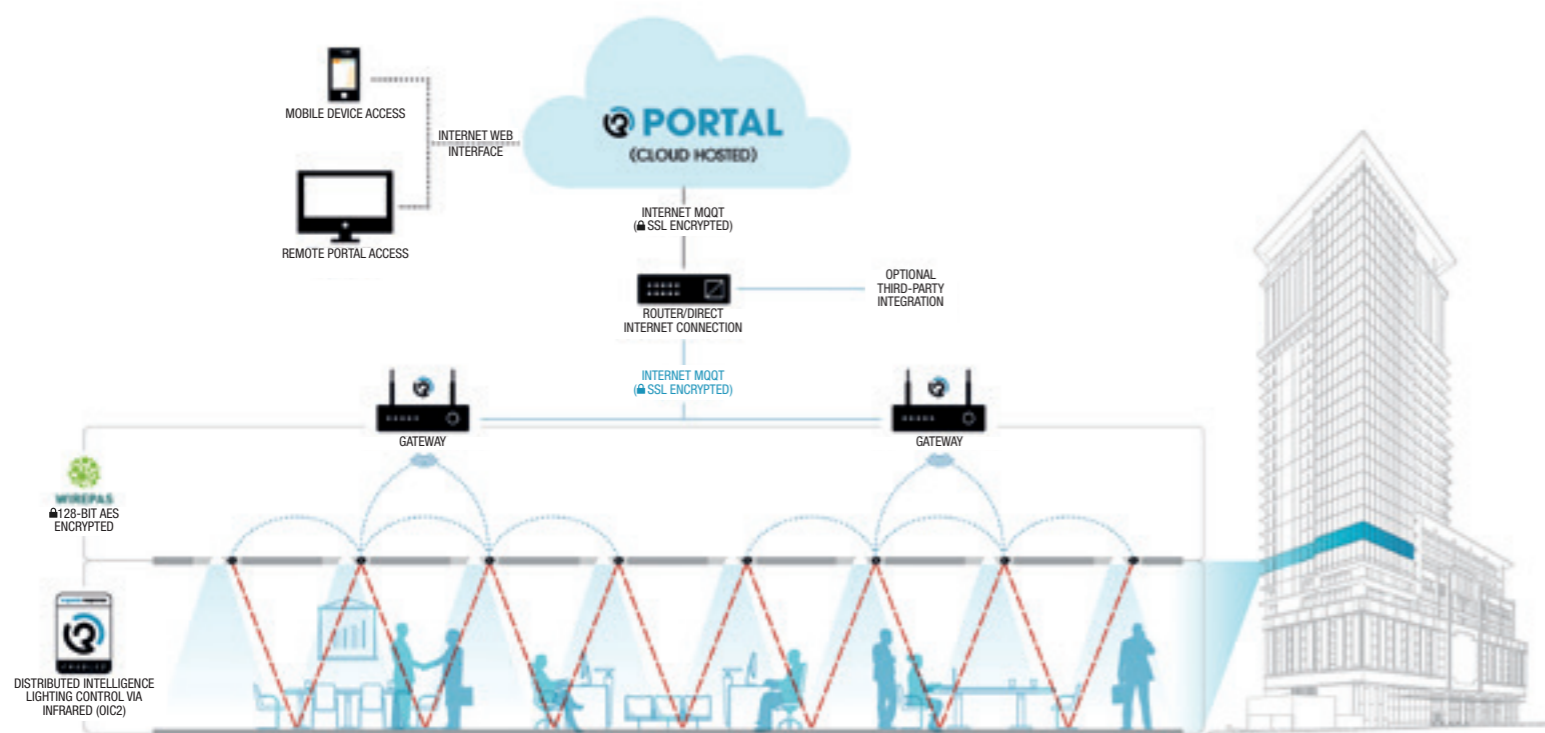 MOBILE DEVICE ACCESS
INTERNET WEB
INTERFACE
REMOTE PORTAL ACCESS
PORTAL
(CLOUD HOSTED)
INTERNET MQQT
(SSL ENCRYPTED)
OPTIONAL
THIRD-PARTY
INTEGRATION
ROUTER/DIRECT
INTERNET CONNECTION
INTERNET MQQT
(SSL ENCRYPTED)
GATEWAY
GATEWAY
WIREPAS
128-BIT AES
ENCRYPTED
DISTRIBUTED INTELLIGENCE
LIGHTING CONTROL VIA
INFRARED (OIC2)